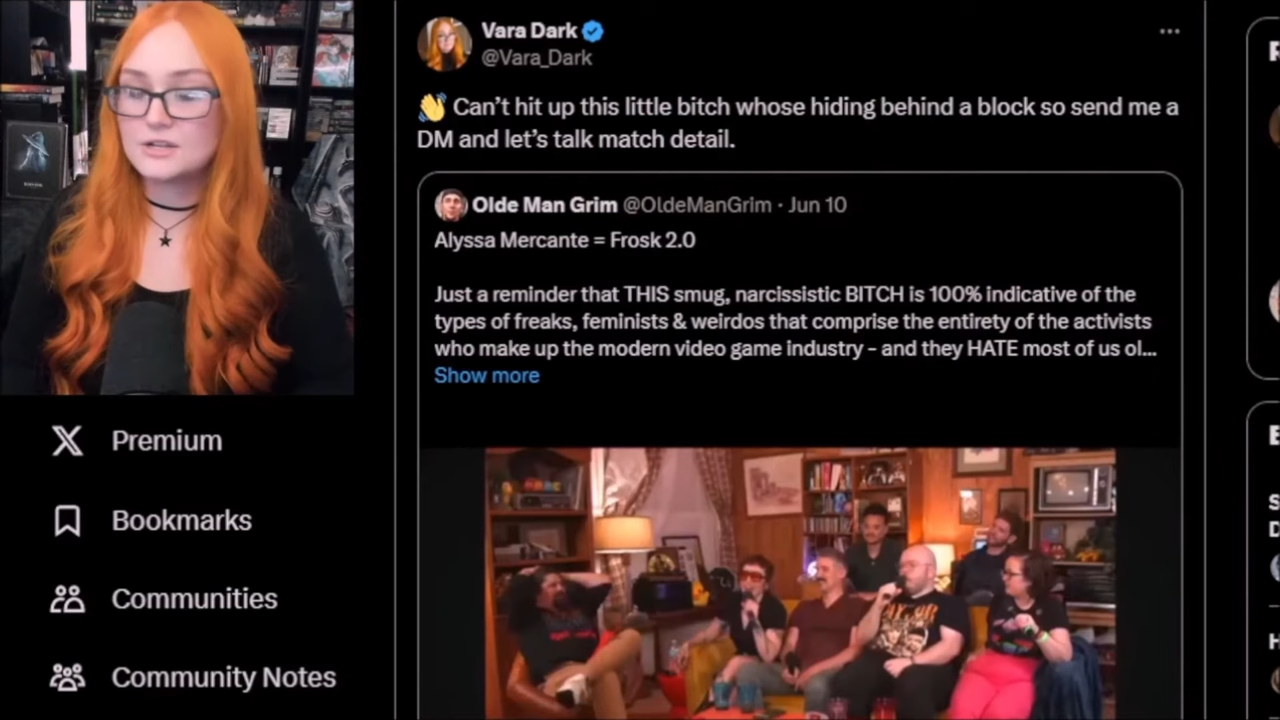 Vara Dark
@Vara_Dark
👋 Can't hit up this little bitch whose hiding behind a block so send me a
DM and let's talk match detail.
Olde Man Grim @OldeManGrim · Jun 10
Alyssa Mercante = Frosk 2.0
Just a reminder that THIS smug, narcissistic BITCH is 100% indicative of the
types of freaks, feminists & weirdos that comprise the entirety of the activists
who make up the modern video game industry - and they HATE most of us ol...
Show more
Premium
Bookmarks
Communities
Community Notes